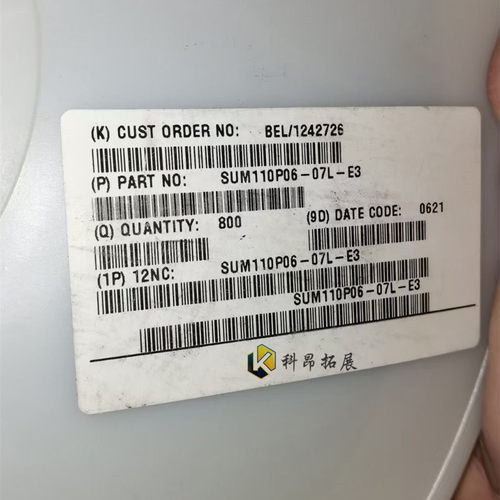 (K) CUST ORDER NO: BEL/1242726
(P) PART NO: SUM110P06-07L-E3
(Q) QUANTITY: 800 (9D) DATE CODE: 0621
(1P) 12NC: SUM110P06-07L-E3
SUM110P06-07L-E3
科昂拓展